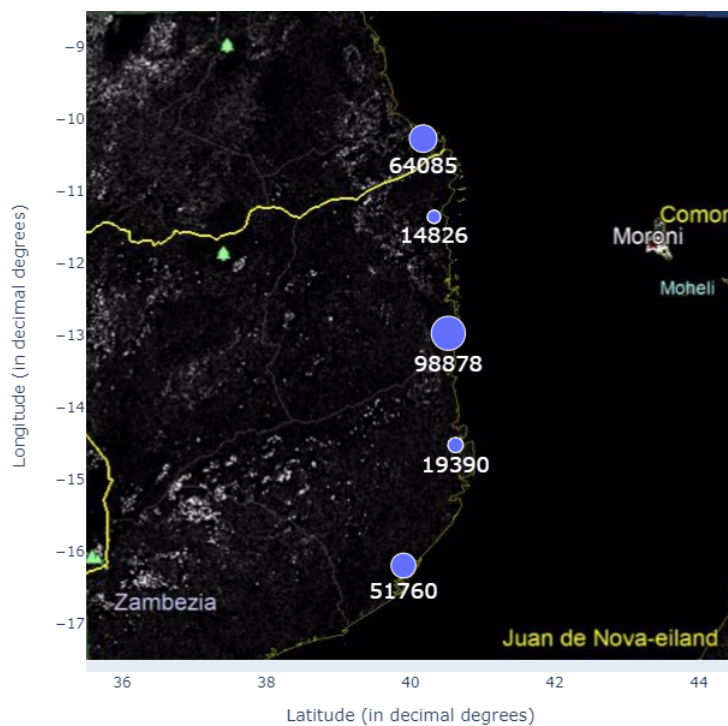 −9
−10
64085
−11
14826
Comor
Moroni
−12
Moheli
Longitude (in decimal degrees)
−13
98878
−14
19390
−15
−16
51760
Zambezia
−17
Juan de Nova-eiland
36
38
40
42
44
Latitude (in decimal degrees)